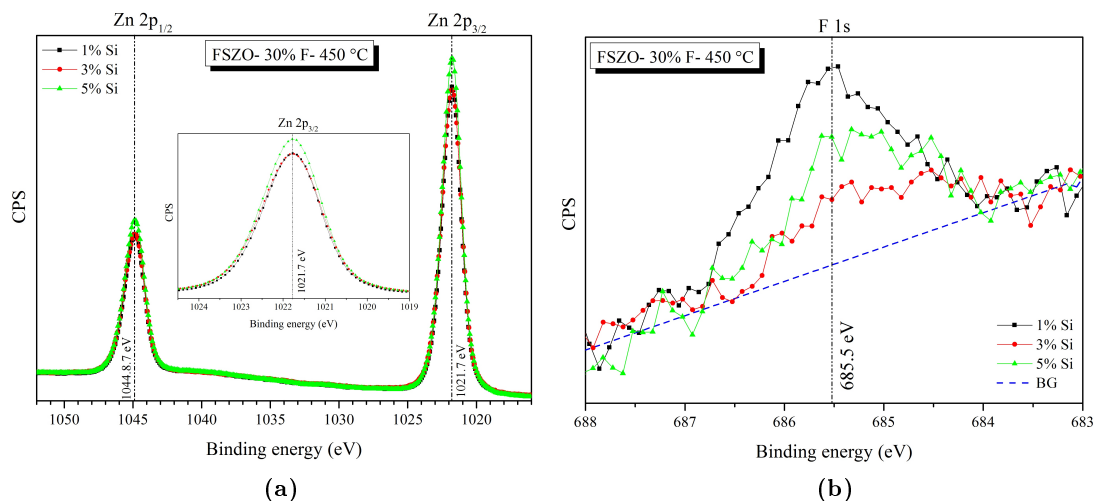 Zn 2p1/2
Zn 2p3/2
FSZO- 30% F- 450 °C
1% Si
3% Si
5% Si
Zn 2p3/2
CPS
1021.7 eV
1024 1023 1022 1021 1020 1019
Binding energy (eV)
CPS
1044.8.7 eV
1021.7 eV
1050 1045 1040 1035 1030 1025 1020
Binding energy (eV)
(a)
F 1s
FSZO- 30% F- 450 °C
CPS
685.5 eV
1% Si
3% Si
5% Si
BG
688 687 686 685 684 683
Binding energy (eV)
(b)